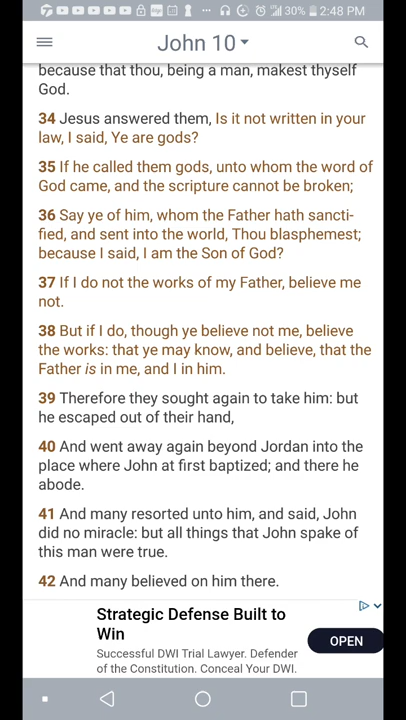 30% 2:48 PM
John 10
because that thou, being a man, makest thyself
God.
34 Jesus answered them, Is it not written in your
law, I said, Ye are gods?
35 If he called them gods, unto whom the word of
God came, and the scripture cannot be broken;
36 Say ye of him, whom the Father hath sancti-
fied, and sent into the world, Thou blasphemest;
because I said, I am the Son of God?
37 If I do not the works of my Father, believe me
not.
38 But if I do, though ye believe not me, believe
the works: that ye may know, and believe, that the
Father is in me, and I in him.
39 Therefore they sought again to take him: but
he escaped out of their hand,
40 And went away again beyond Jordan into the
place where John at first baptized; and there he
abode.
41 And many resorted unto him, and said, John
did no miracle: but all things that John spake of
this man were true.
42 And many believed on him there.
Strategic Defense Built to
Win
Successful DWI Trial Lawyer. Defender
of the Constitution. Conceal Your DWI.
OPEN